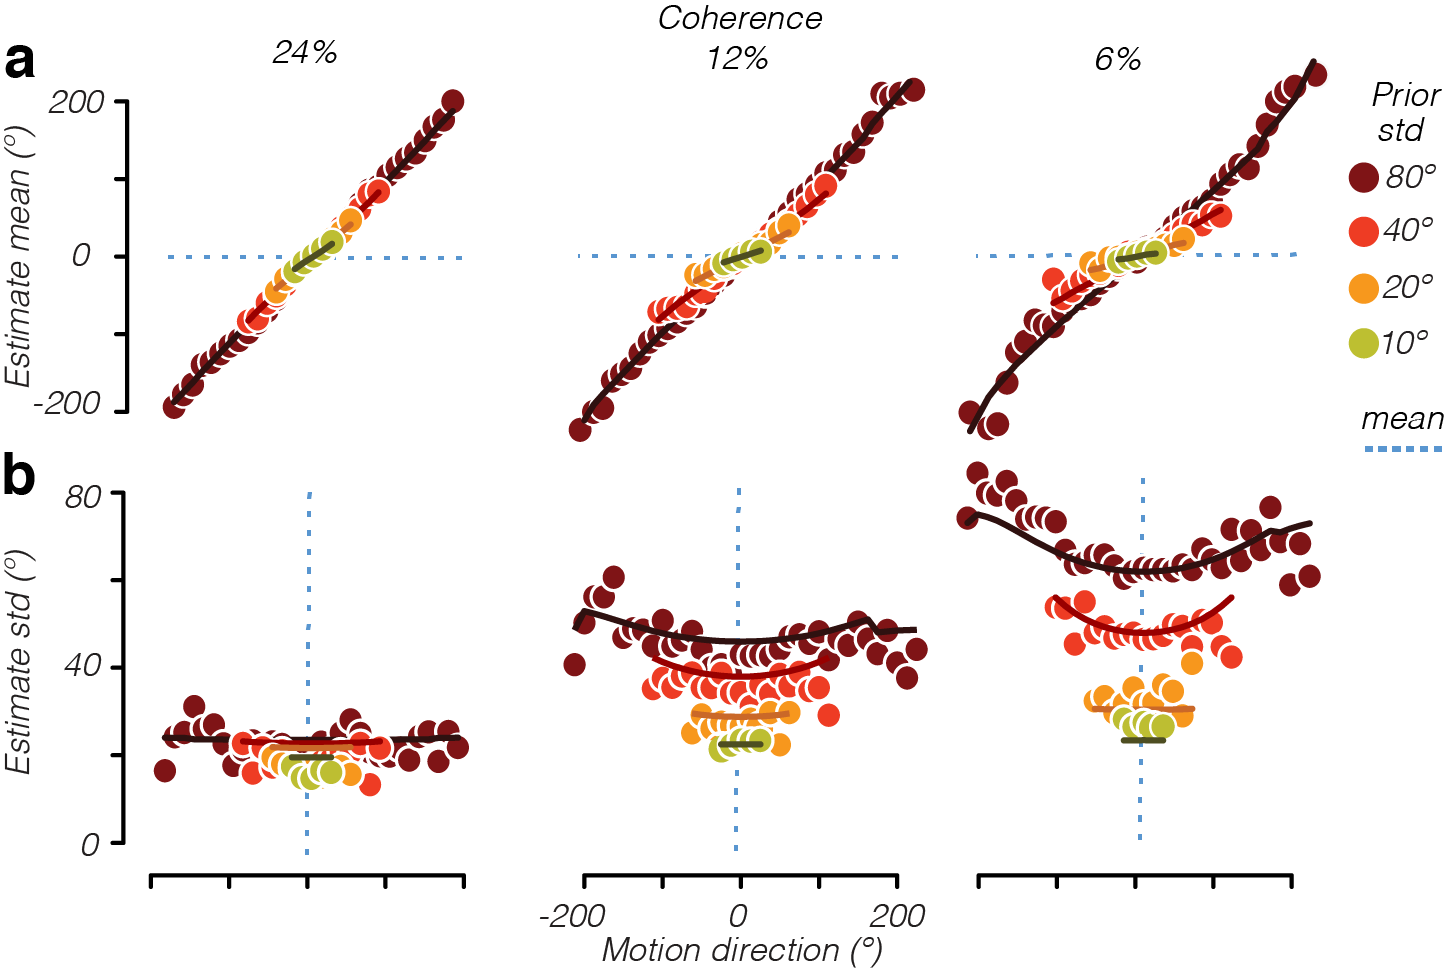 Coherence
a
24%
12%
6%
Estimate mean (°)
200
0
-200
Prior
std
80°
40°
20°
10°
mean
b
Estimate std (°)
80
40
0
-200
0
200
Motion direction (°)